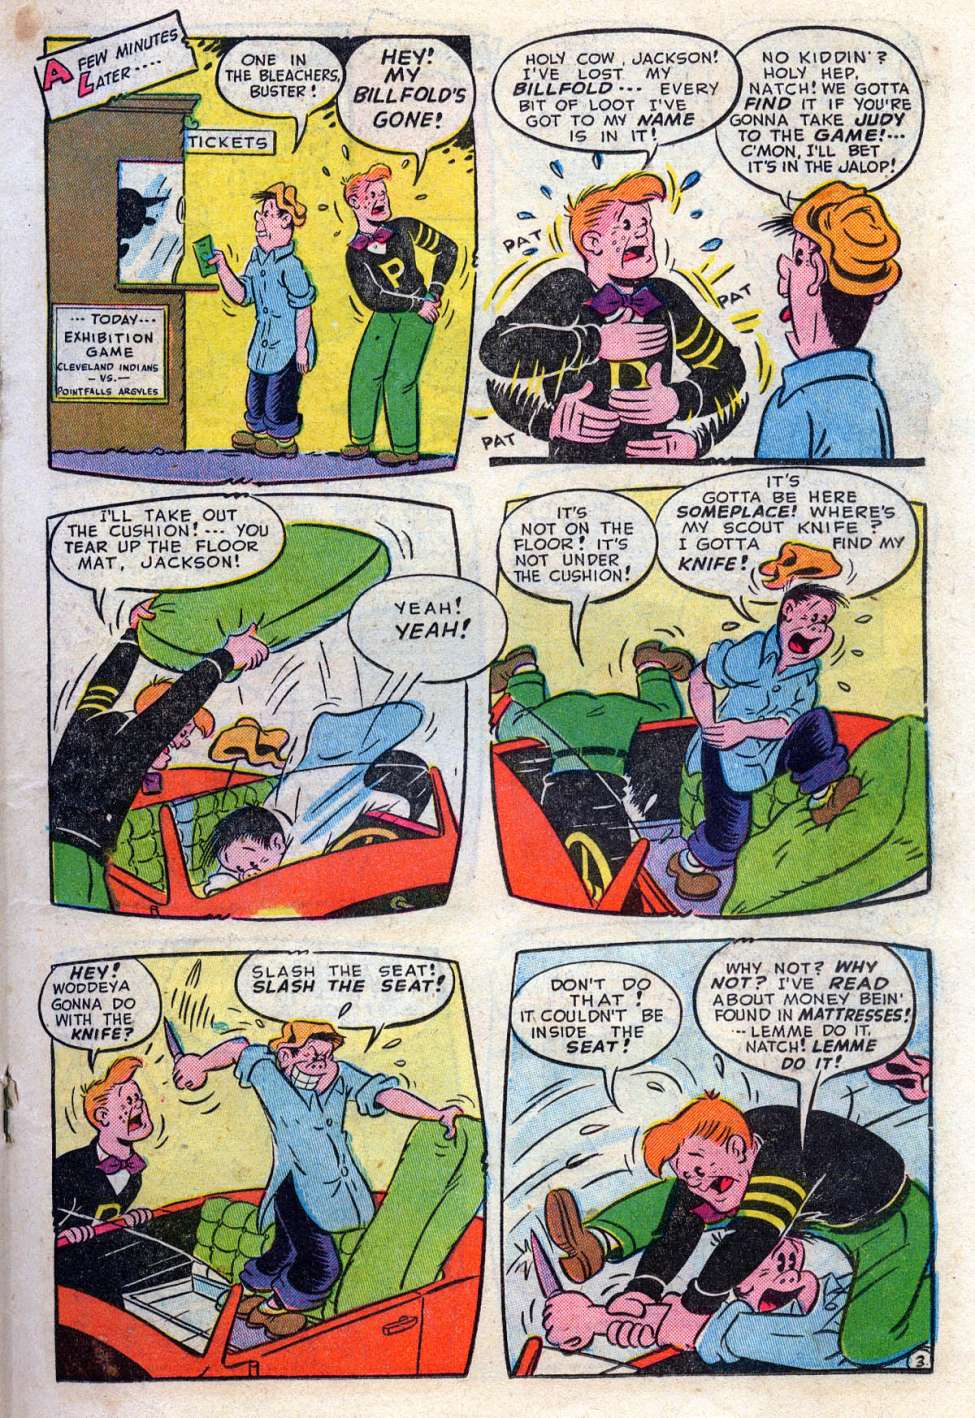 A FEW MINUTES
LATER....
ONE IN
THE BLEACHERS,
BUSTER!
HEY!
MY
BILLFOLD'S
GONE!
TICKETS
P
--- TODAY---
EXHIBITION
GAME
CLEVELAND INDIANS
- VS.-
POINTFALLS ARGYLES
HOLY COW, JACKSON!
I'VE LOST MY
BILLFOLD --- EVERY
BIT OF LOOT I'VE
GOT TO MY NAME
IS IN IT!
NO KIDDIN'?
HOLY HEP,
NATCH! WE GOTTA
FIND IT IF YOU'RE
GONNA TAKE JUDY
TO THE GAME!---
C'MON, I'LL BET
IT'S IN THE JALOP!
PAT
PAT
PAT
I'LL TAKE OUT
THE CUSHION! --- YOU
TEAR UP THE FLOOR
MAT, JACKSON!
YEAH!
YEAH!
IT'S
NOT ON THE
FLOOR! IT'S
NOT UNDER
THE CUSHION!
IT'S
GOTTA BE HERE
SOMEPLACE! WHERE'S
MY SCOUT KNIFE?
I GOTTA FIND MY
KNIFE!
HEY!
WODDEYA
GONNA DO
WITH THE
KNIFE?
SLASH THE SEAT!
SLASH THE SEAT!
DON'T DO
THAT!
IT COULDN'T BE
INSIDE THE
SEAT!
WHY NOT? WHY
NOT? I'VE READ
ABOUT MONEY BEIN'
FOUND IN MATTRESSES!
--- LEMME DO IT,
NATCH! LEMME
DO IT!
3